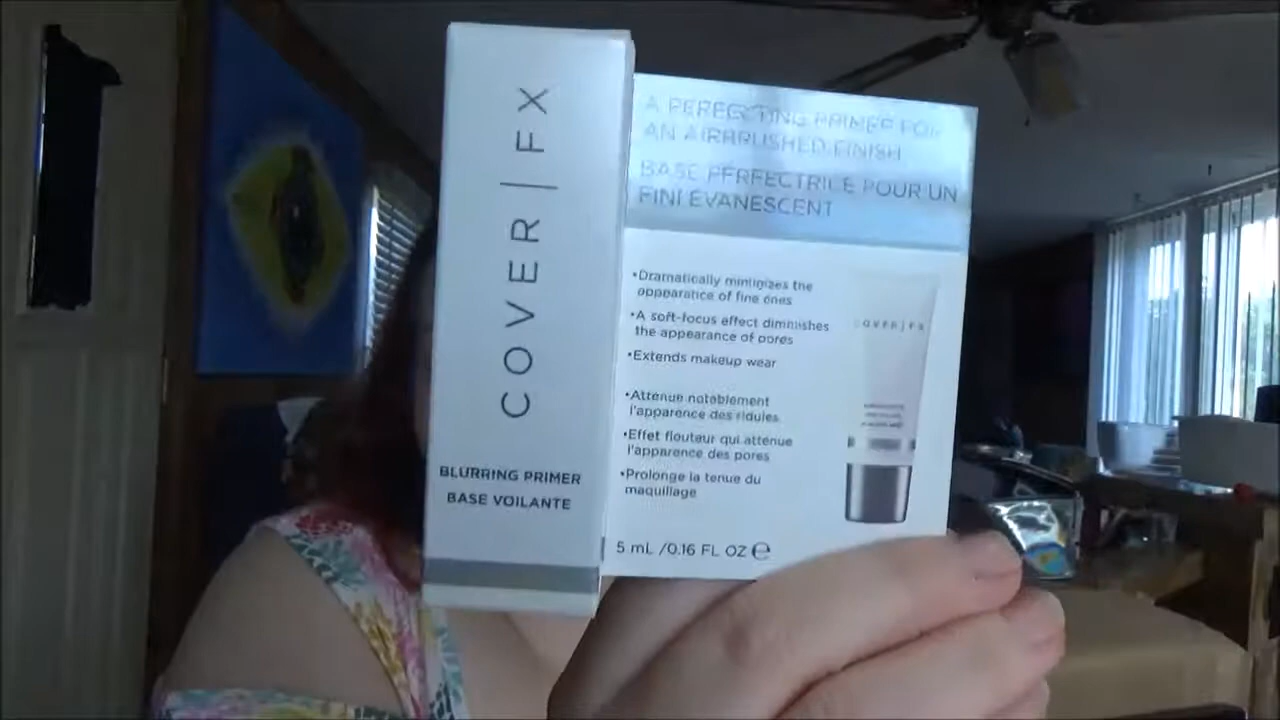 COVER | FX
BLURRING PRIMER
BASE VOILANTE
A PERFECTING PRIMER FOR
AN AIRBRUSHED FINISH
BASE PERFECTRICE POUR UN
FINI ÉVANESCENT
•Dramatically minimizes the
appearance of fine lines
•A soft-focus effect diminishes
the appearance of pores
•Extends makeup wear
•Atténue notablement
l'apparence des ridules
•Effet flouteur qui atténue
l'apparence des pores
•Prolonge la tenue du
maquillage
5 mL /0.16 FL OZ ℮
COVER | FX